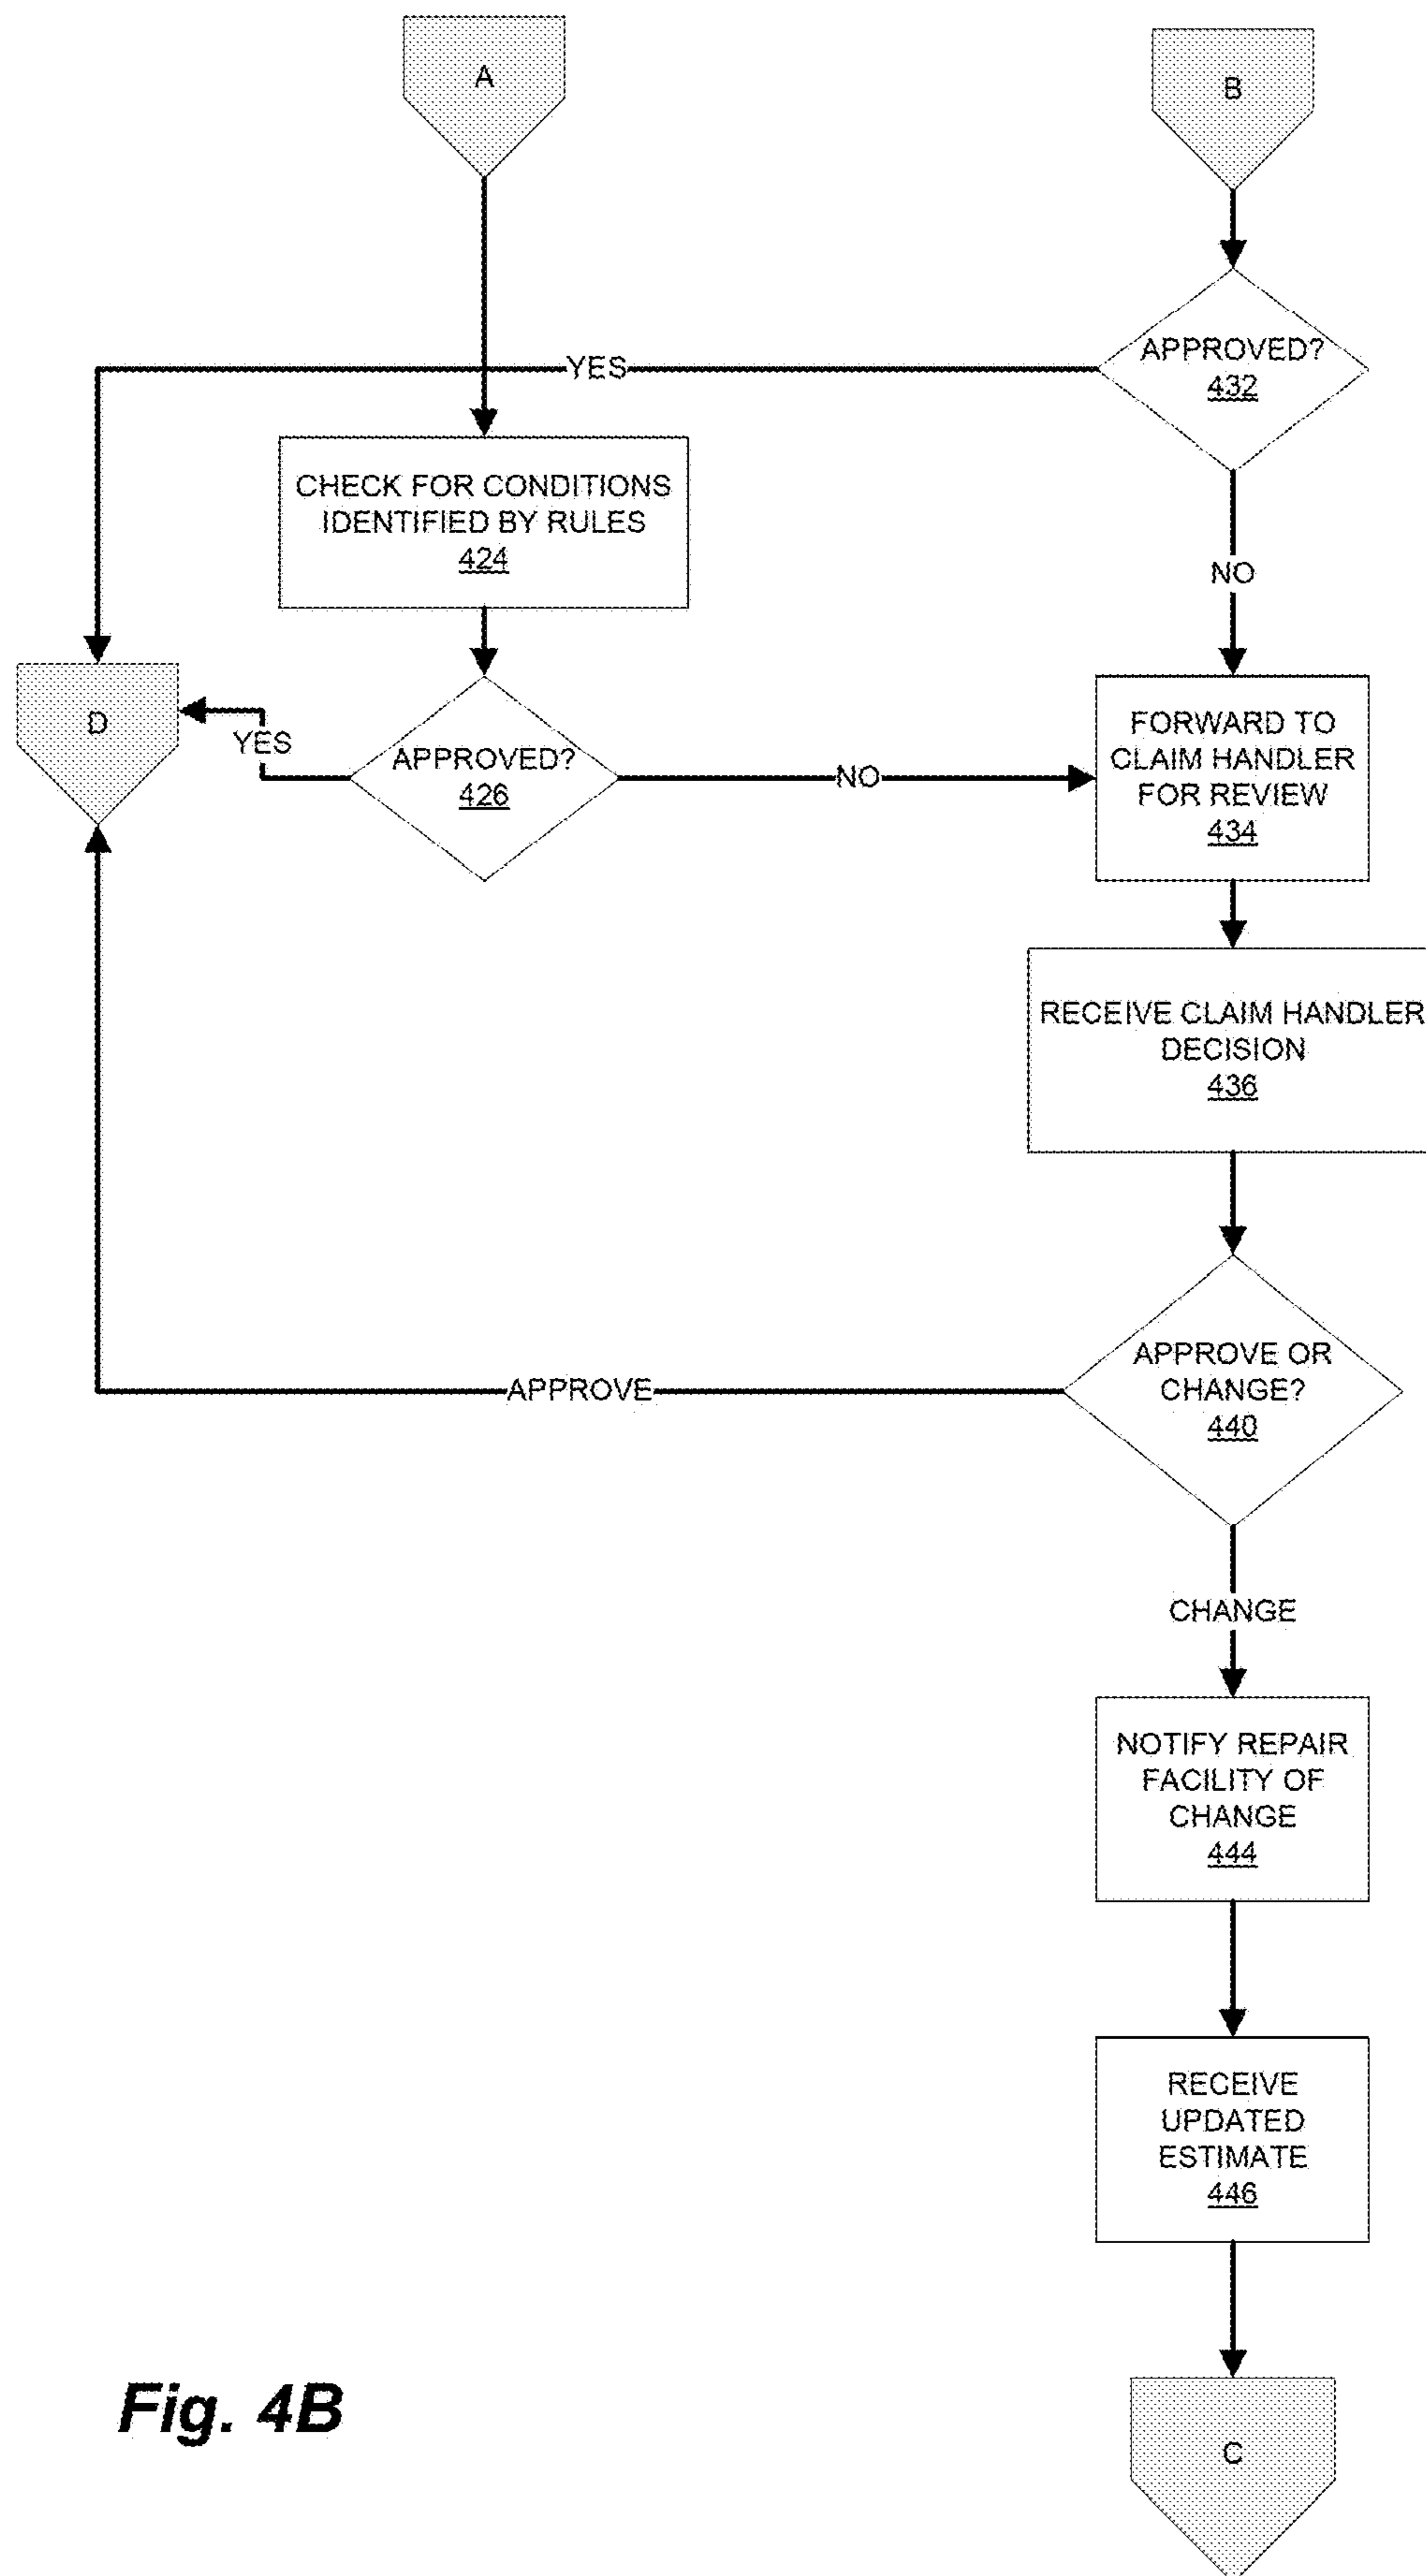 A
B
APPROVED?
432
YES
CHECK FOR CONDITIONS
IDENTIFIED BY RULES
424
NO
D
YES
APPROVED?
426
NO
FORWARD TO
CLAIM HANDLER
FOR REVIEW
434
RECEIVE CLAIM HANDLER
DECISION
436
APPROVE OR
CHANGE?
440
APPROVE
CHANGE
NOTIFY REPAIR
FACILITY OF
CHANGE
444
RECEIVE
UPDATED
ESTIMATE
446
Fig. 4B
C